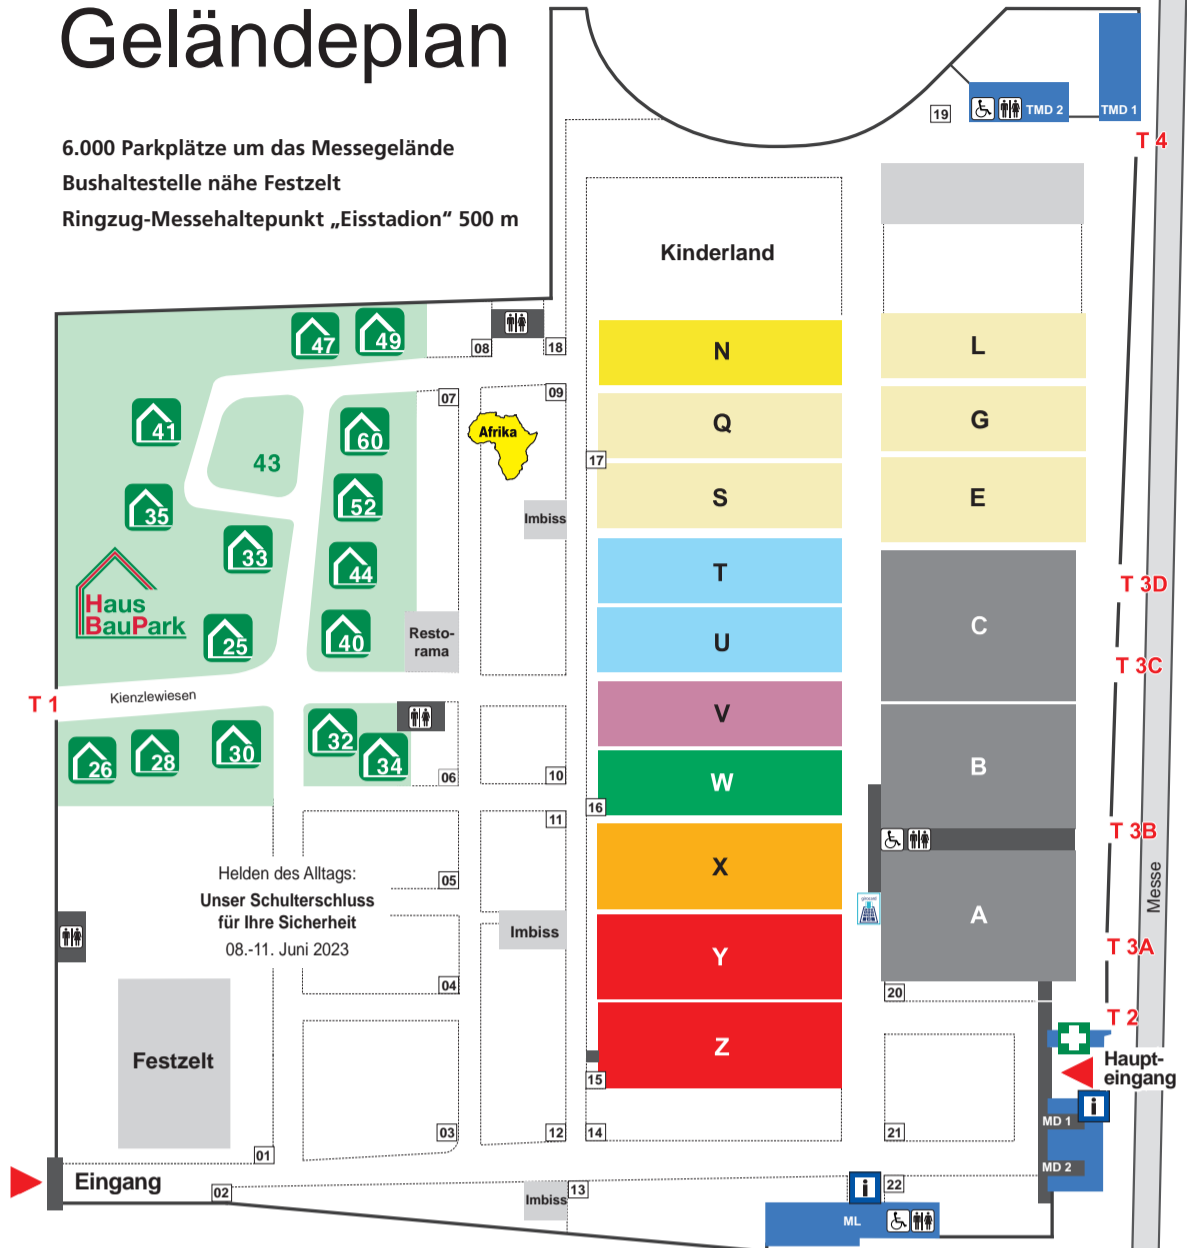 Geländeplan
6.000 Parkplätze um das Messegelände
Bushaltestelle nähe Festzelt
Ringzug-Messehaltepunkt „Eisstadion“ 500 m
19
TMD 2
TMD 1
T 4
Kinderland
47
49
08
18
N
L
07
09
41
60
Afrika
Q
G
43
17
35
52
Imbiss
S
E
33
44
T
T 3D
Haus
BauPark
25
40
Resto-
rama
U
C
T 3C
T 1
Kienzlewiesen
V
26
28
30
32
34
06
10
W
B
16
11
T 3B
Helden des Alltags:
Unser Schulterschluss
für Ihre Sicherheit
08.-11. Juni 2023
05
X
Messe
A
Imbiss
Y
T 3A
04
20
T 2
Festzelt
Z
Haupt-
eingang
15
i
MD 1
03
12
14
21
01
MD 2
Eingang
02
Imbiss
13
i
22
ML